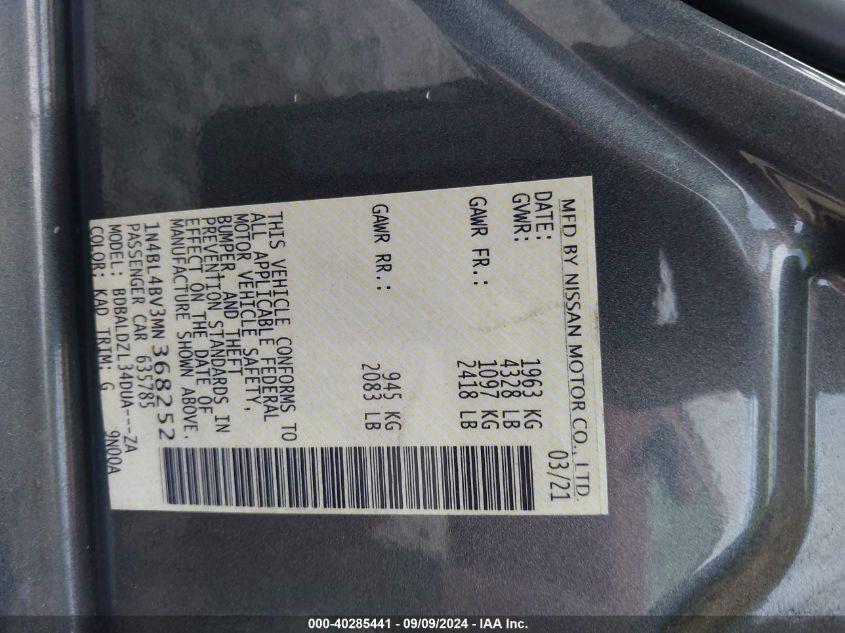 MFD BY NISSAN MOTOR CO., LTD.
DATE: 03/21
GVWR: 1963 KG
4328 LB
GAWR FR.: 1097 KG
2418 LB
GAWR RR.: 945 KG
2083 LB
THIS VEHICLE CONFORMS TO
ALL APPLICABLE FEDERAL
MOTOR VEHICLE SAFETY,
BUMPER, AND THEFT
PREVENTION STANDARDS IN
EFFECT ON THE DATE OF
MANUFACTURE SHOWN ABOVE.
1N4BL4BV3MN368252
PASSENGER CAR 635785
MODEL: BDBALDZL34DUA---ZA
COLOR: KAD TRIM: G 9N00A
000-40285441 - 09/09/2024 - IAA Inc.